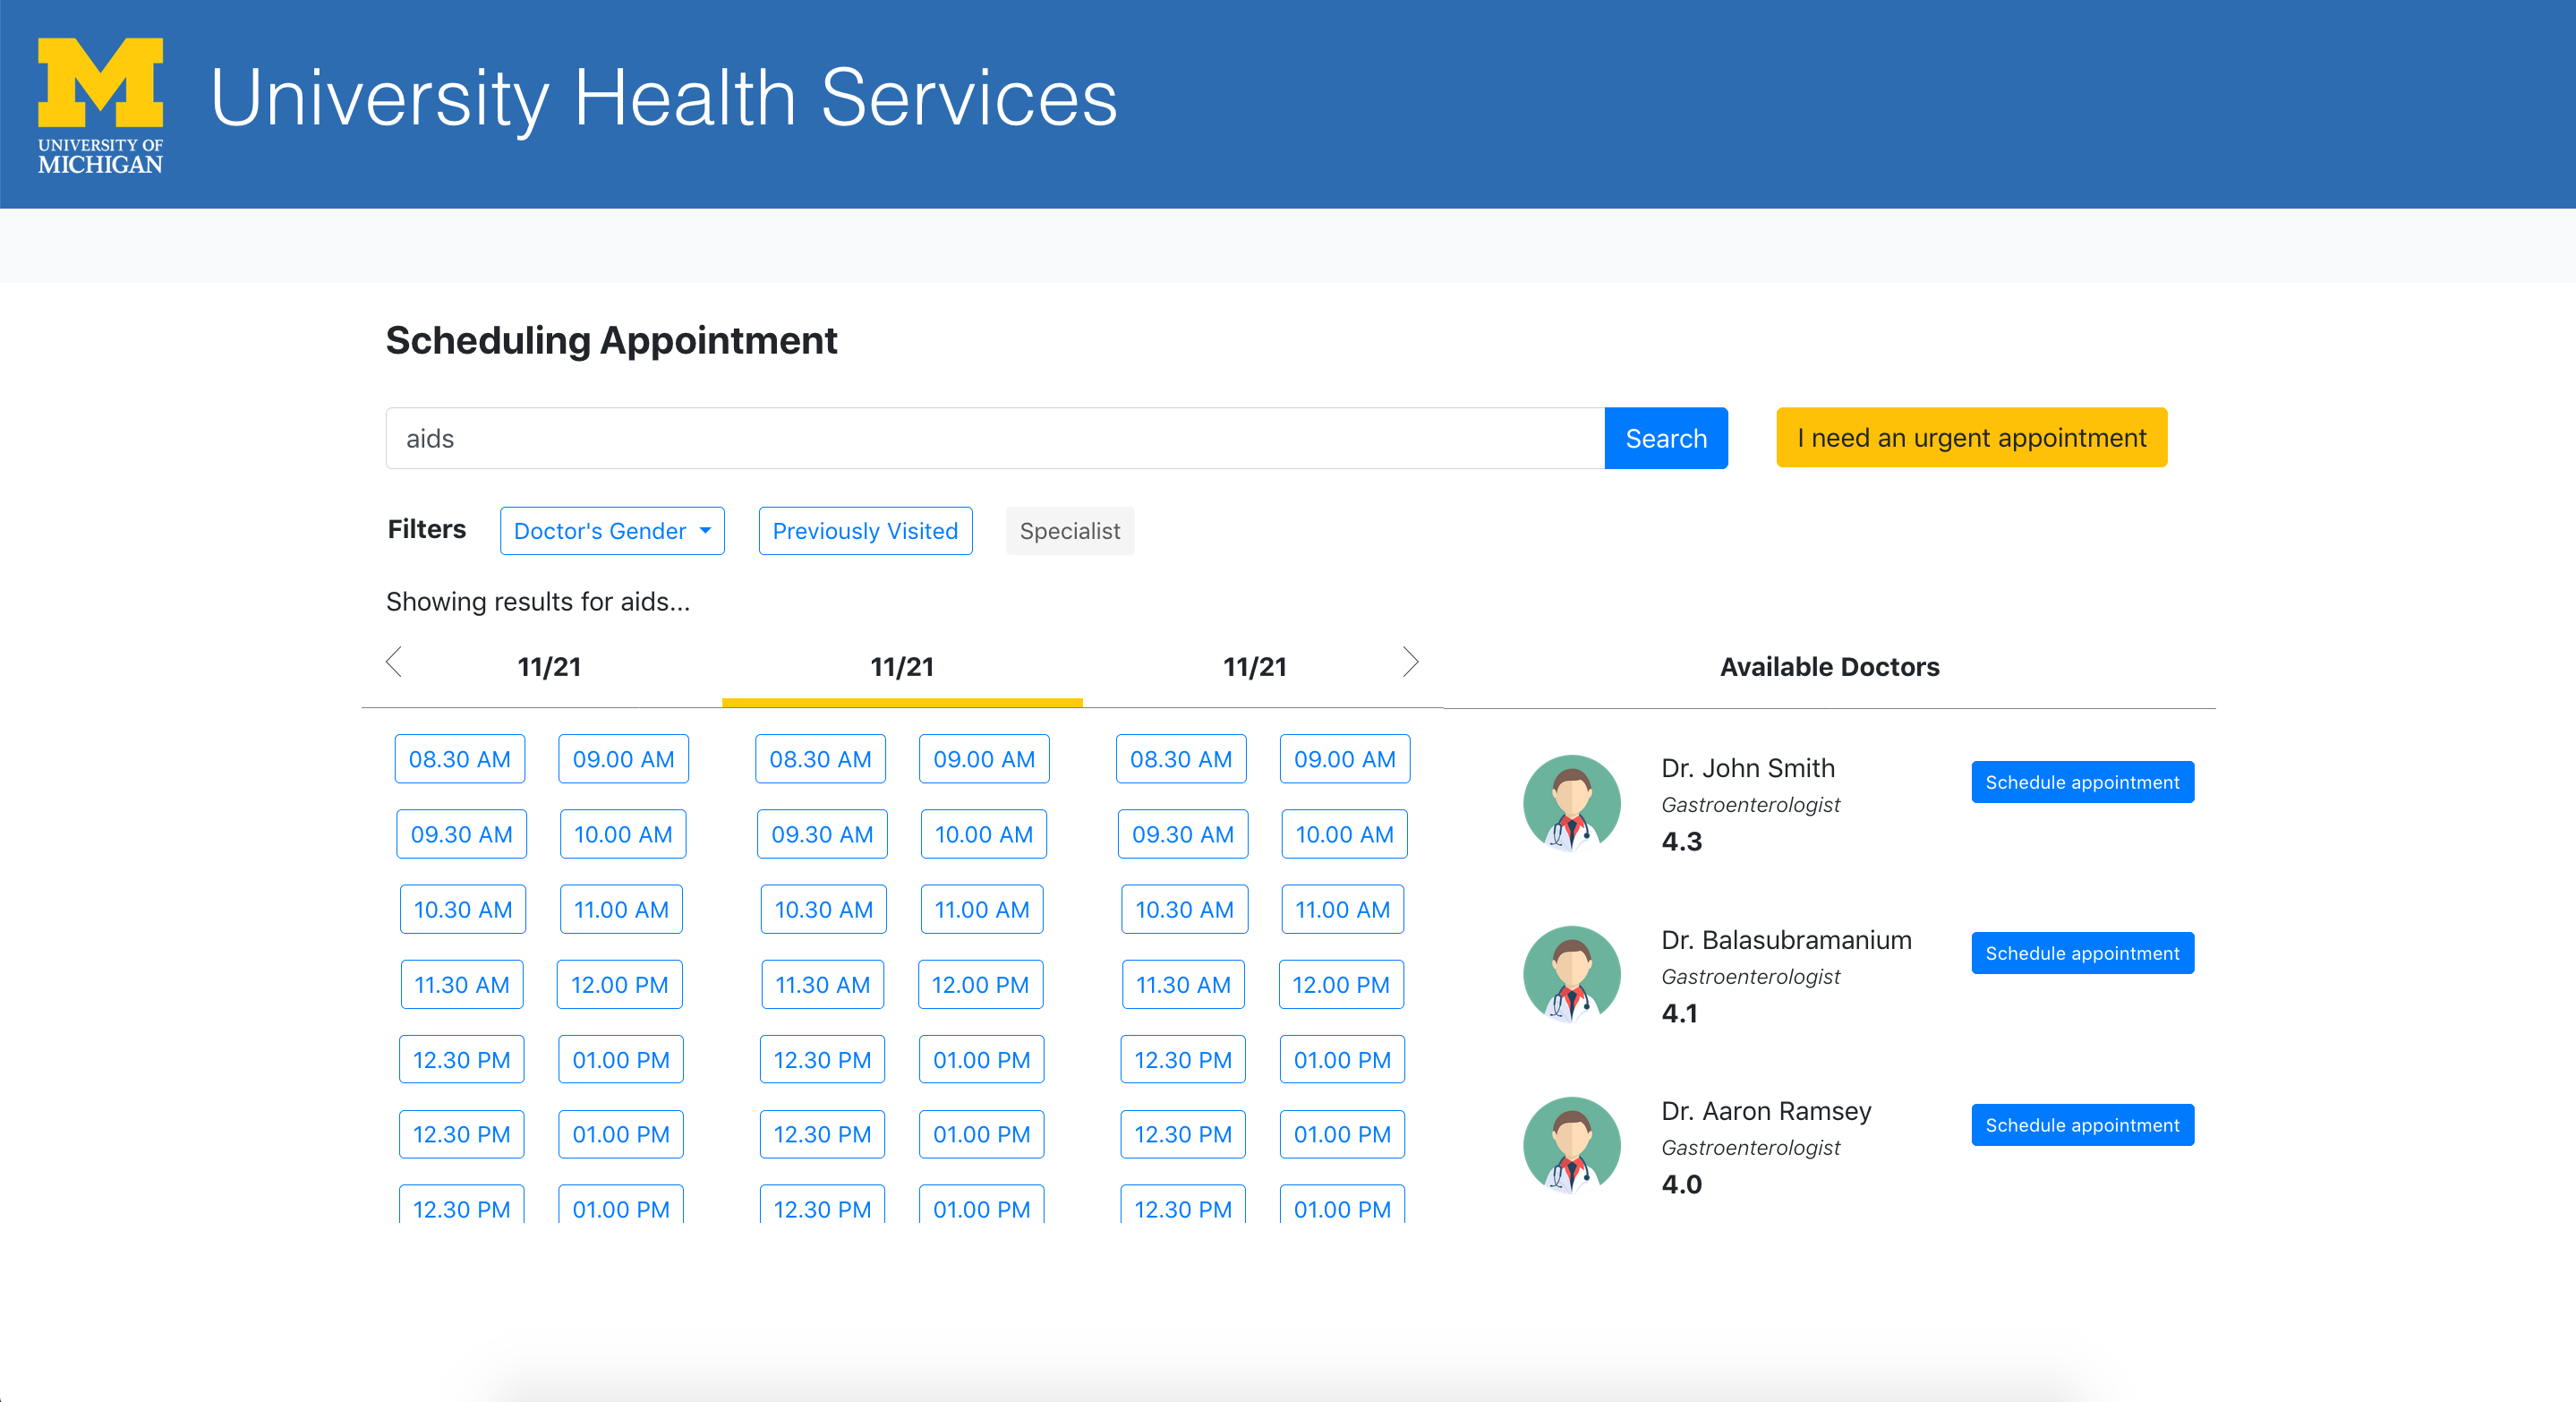 University Health Services
UNIVERSITY OF
MICHIGAN
Scheduling Appointment
aids
Search
I need an urgent appointment
Filters
Doctor's Gender
Previously Visited
Specialist
Showing results for aids...
11/21 11/21 11/21
08.30 AM 09.00 AM 08.30 AM 09.00 AM 08.30 AM 09.00 AM
09.30 AM 10.00 AM 09.30 AM 10.00 AM 09.30 AM 10.00 AM
10.30 AM 11.00 AM 10.30 AM 11.00 AM 10.30 AM 11.00 AM
11.30 AM 12.00 PM 11.30 AM 12.00 PM 11.30 AM 12.00 PM
12.30 PM 01.00 PM 12.30 PM 01.00 PM 12.30 PM 01.00 PM
12.30 PM 01.00 PM 12.30 PM 01.00 PM 12.30 PM 01.00 PM
12.30 PM 01.00 PM 12.30 PM 01.00 PM 12.30 PM 01.00 PM
Available Doctors
Dr. John Smith
Gastroenterologist
4.3
Schedule appointment
Dr. Balasubramanium
Gastroenterologist
4.1
Schedule appointment
Dr. Aaron Ramsey
Gastroenterologist
4.0
Schedule appointment